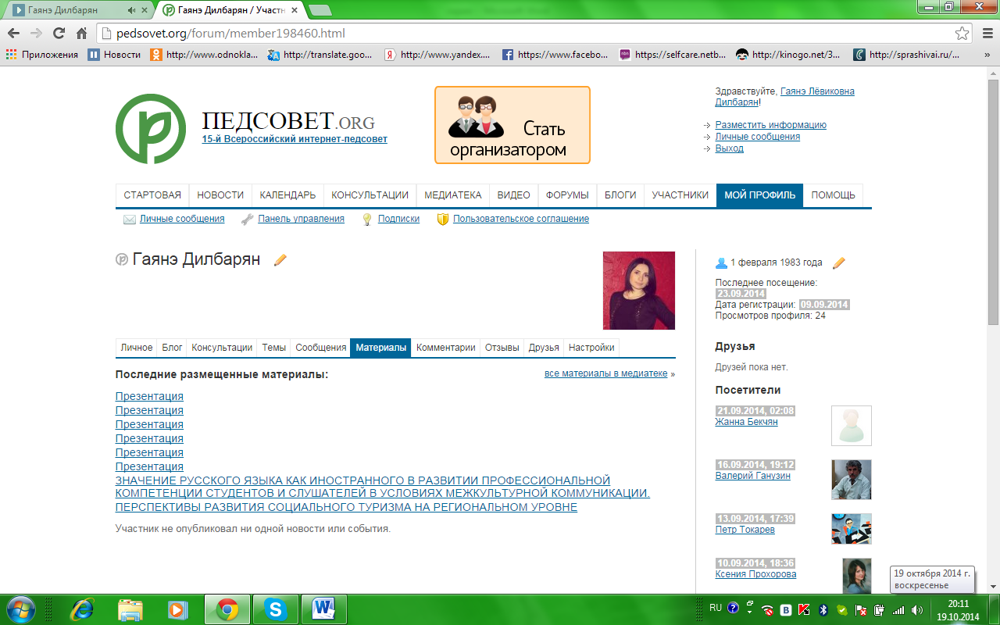 Гаянэ Дилбарян
Гаянэ Дилбарян / Участн
pedsovet.org/forum/member198460.html
Приложения
Новости
http://www.odnokla...
http://translate.goo...
http://www.yandex....
https://www.facebo...
https://selfcare.netb...
http://kinogo.net/3...
http://sprashivai.ru/...
»
ПЕДСОВЕТ.ORG
15-й Всероссийский интернет-педсовет
Стать
организатором
Здравствуйте, Гаянэ Лёвиковна
Дилбарян!
Разместить информацию
Личные сообщения
Выход
СТАРТОВАЯ НОВОСТИ КАЛЕНДАРЬ КОНСУЛЬТАЦИИ МЕДИАТЕКА ВИДЕО ФОРУМЫ БЛОГИ УЧАСТНИКИ МОЙ ПРОФИЛЬ ПОМОЩЬ
Личные сообщения Панель управления Подписки Пользовательское соглашение
Гаянэ Дилбарян
Личное Блог Консультации Темы Сообщения Материалы Комментарии Отзывы Друзья Настройки
Последние размещенные материалы:
все материалы в медиатеке »
Презентация
Презентация
Презентация
Презентация
Презентация
Презентация
ЗНАЧЕНИЕ РУССКОГО ЯЗЫКА КАК ИНОСТРАННОГО В РАЗВИТИИ ПРОФЕССИОНАЛЬНОЙ
КОМПЕТЕНЦИИ СТУДЕНТОВ И СЛУШАТЕЛЕЙ В УСЛОВИЯХ МЕЖКУЛЬТУРНОЙ КОММУНИКАЦИИ.
ПЕРСПЕКТИВЫ РАЗВИТИЯ СОЦИАЛЬНОГО ТУРИЗМА НА РЕГИОНАЛЬНОМ УРОВНЕ
Участник не опубликовал ни одной новости или события.
1 февраля 1983 года
Последнее посещение:
23.09.2014
Дата регистрации: 09.09.2014
Просмотров профиля: 24
Друзья
Друзей пока нет.
Посетители
21.09.2014, 02:08
Жанна Бекчян
16.09.2014, 19:12
Валерий Ганузин
13.09.2014, 17:39
Петр Токарев
10.09.2014, 18:36
Ксения Прохорова
19 октября 2014 г.
воскресенье
RU
20:11
19.10.2014